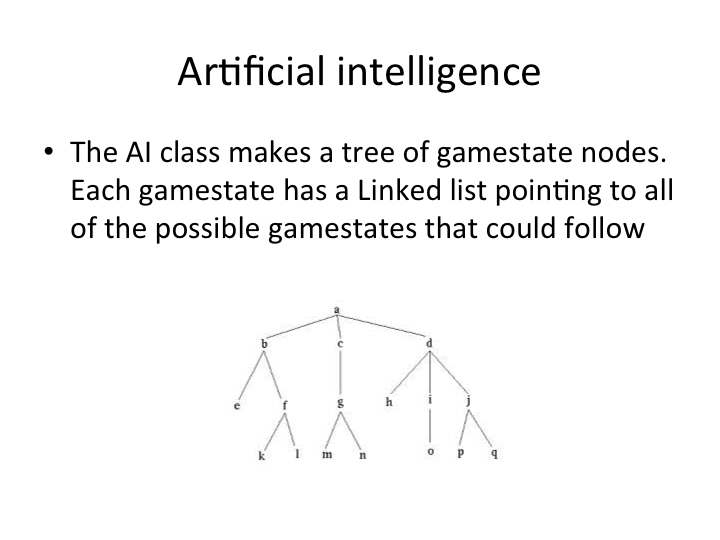 Artificial intelligence
• The AI class makes a tree of gamestate nodes.
Each gamestate has a Linked list pointing to all
of the possible gamestates that could follow
a
b c d
e f g h i j
k l m n o p q